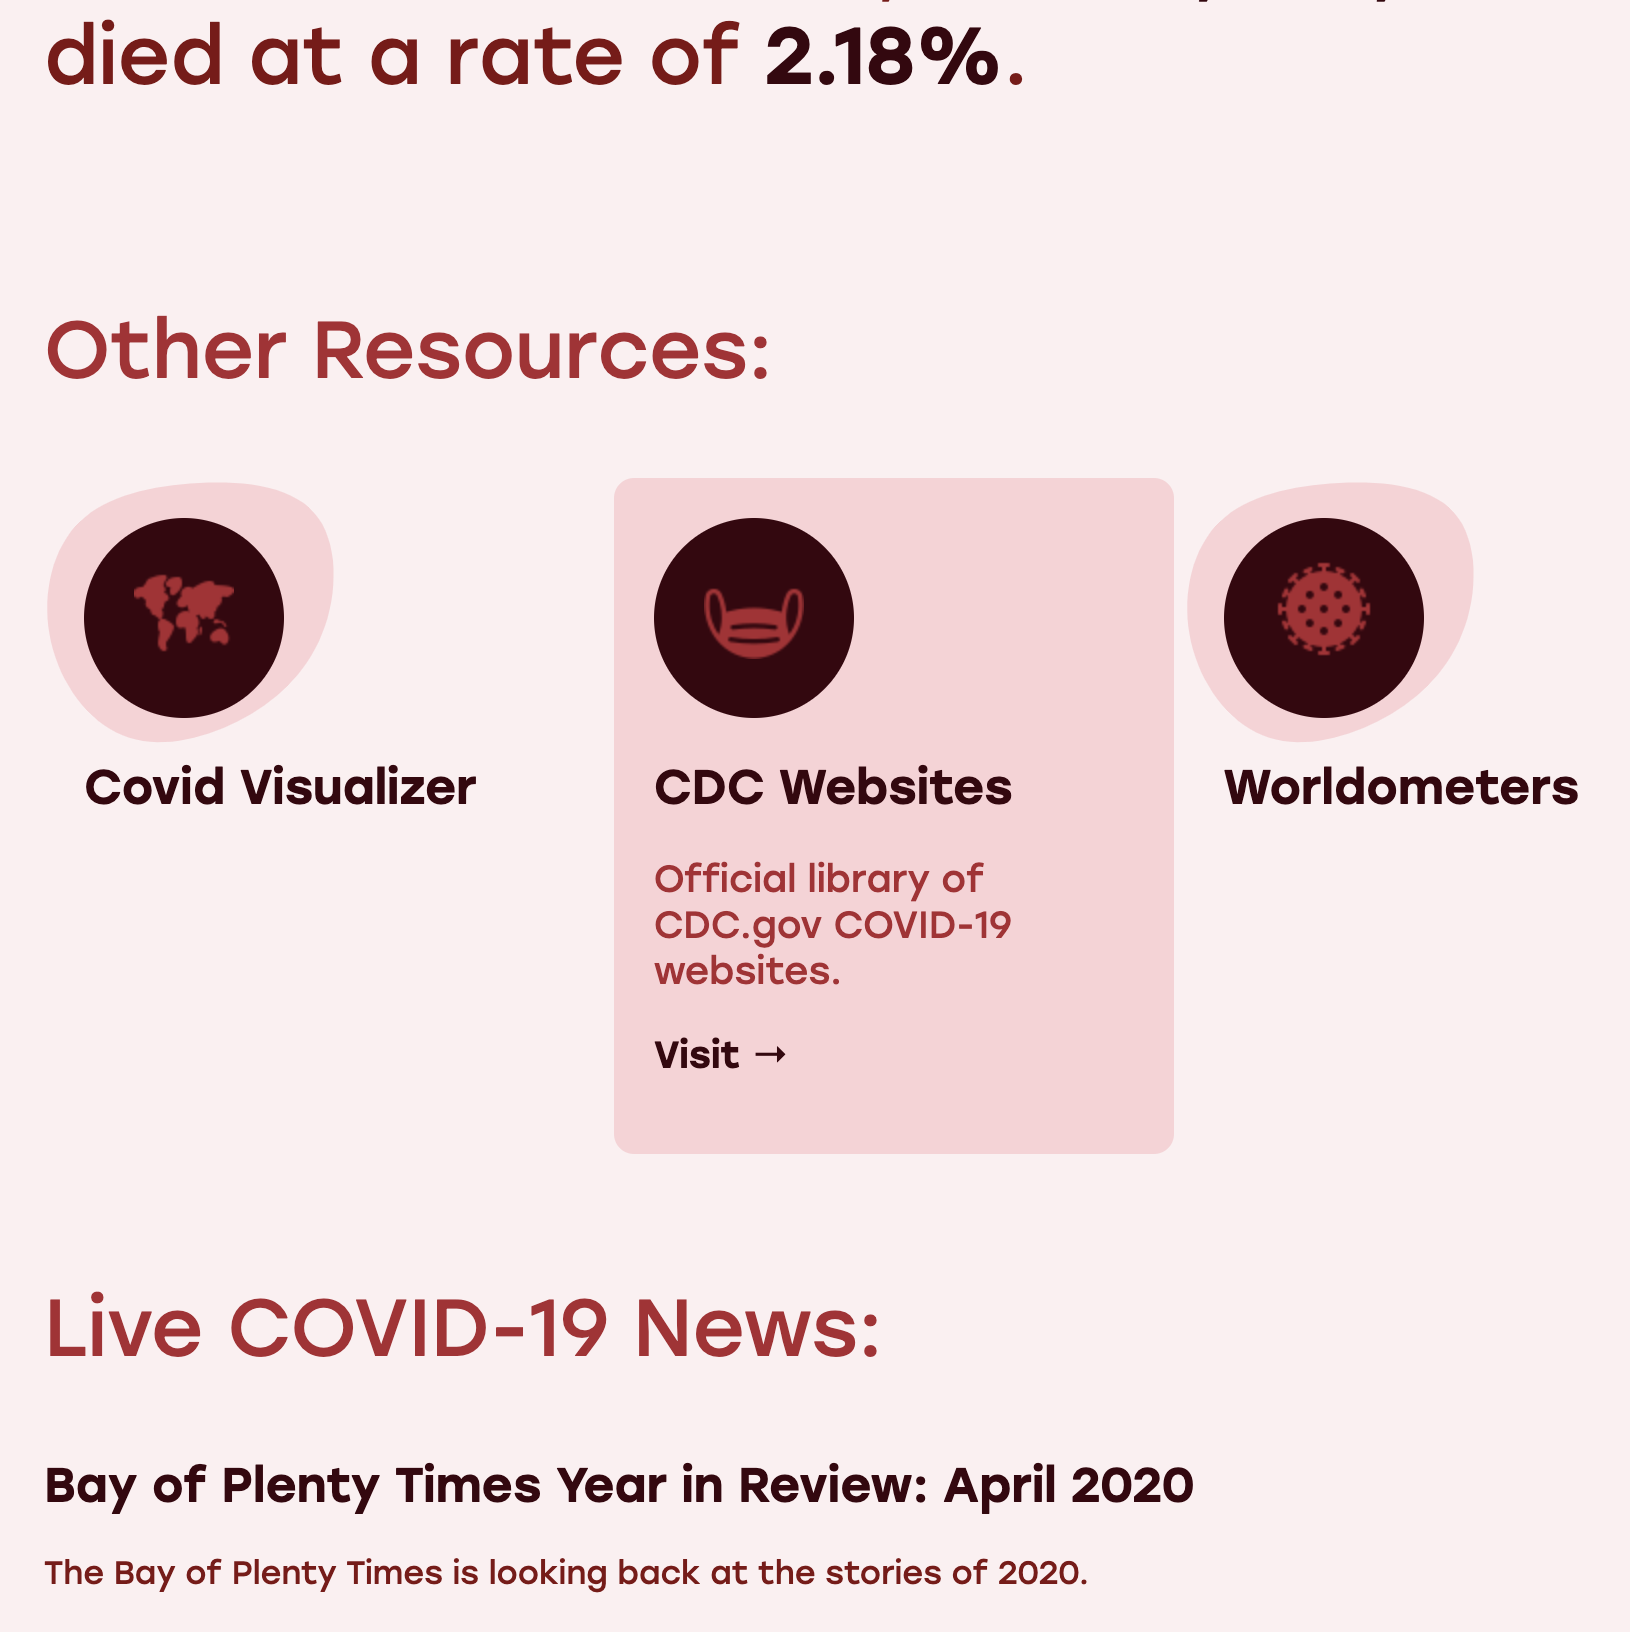 died at a rate of 2.18%.
Other Resources:
Covid Visualizer
CDC Websites
Official library of
CDC.gov COVID-19
websites.
Visit →
Worldometers
Live COVID-19 News:
Bay of Plenty Times Year in Review: April 2020
The Bay of Plenty Times is looking back at the stories of 2020.